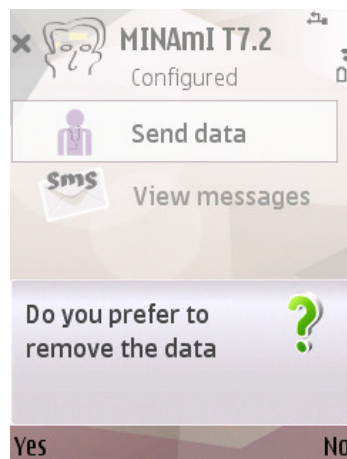 MINAmI T7.2
Configured
Send data
sms
View messages
Do you prefer to
remove the data
Yes
No